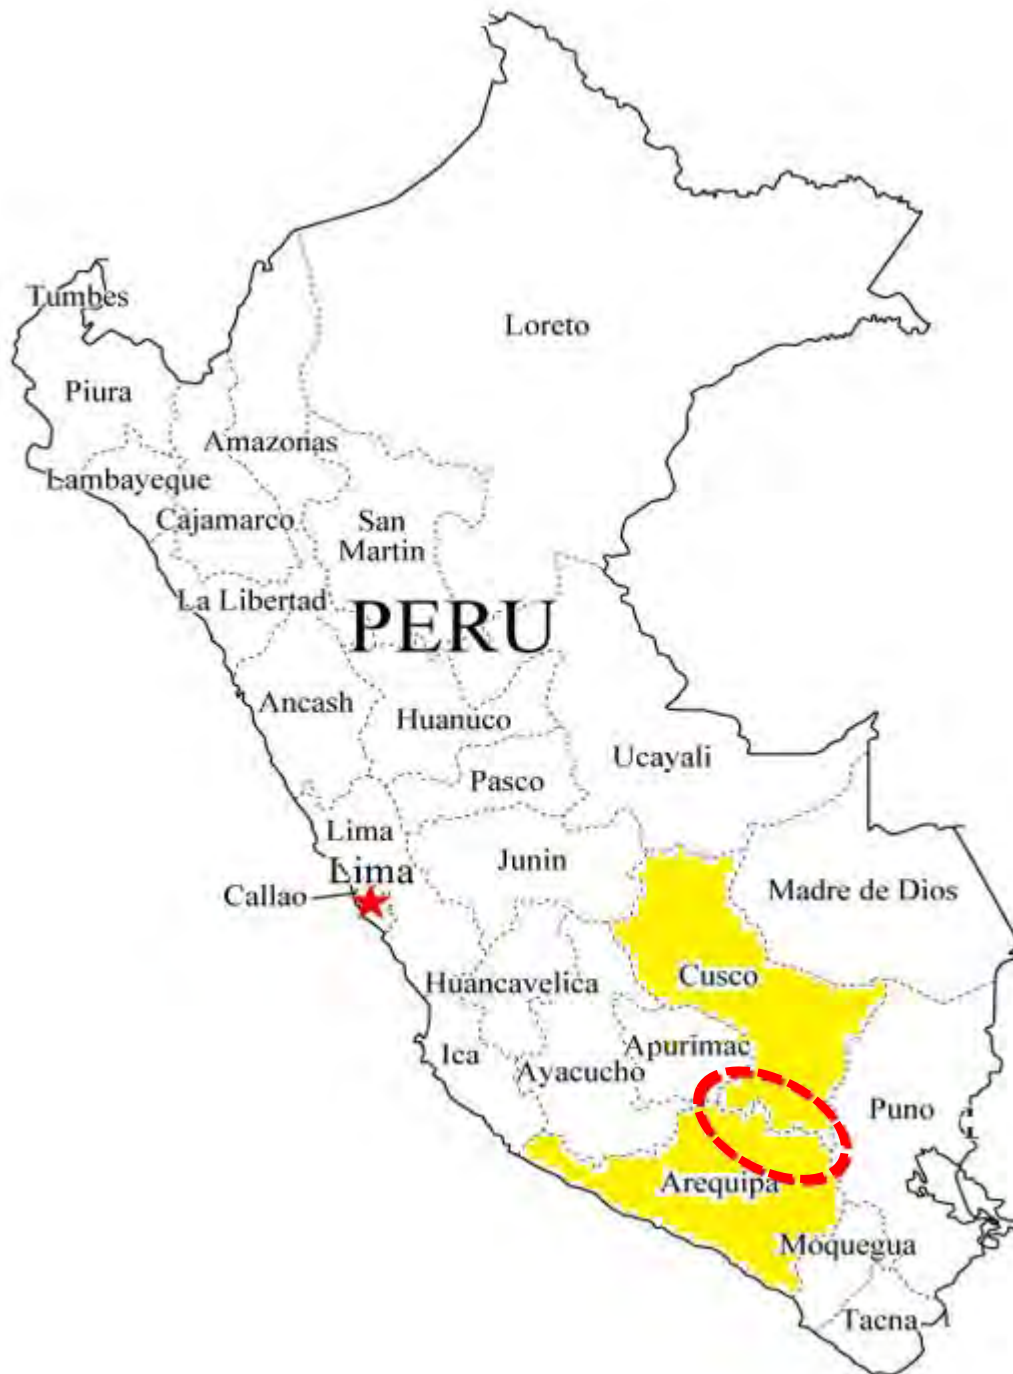 Tumbes
Loreto
Piura
Amazonas
Lambayeque
Cajamarco
San
Martin
La Libertad
PERU
Ancash
Huanuco
Ucayali
Pasco
Lima
Junin
Lima
Callao
Madre de Dios
Cusco
Huancavelica
Ica
Apurimac
Ayacucho
Puno
Arequipa
Moquegua
Tacna